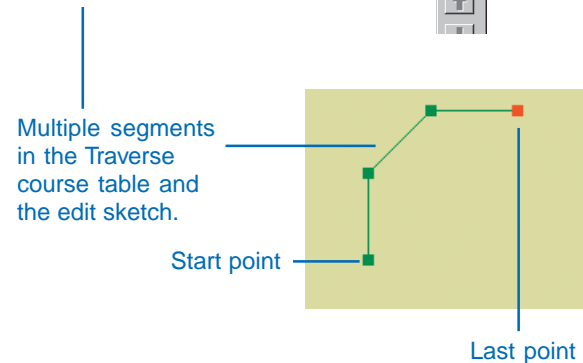 Multiple segments
in the Traverse
course table and
the edit sketch.
Start point
Last point